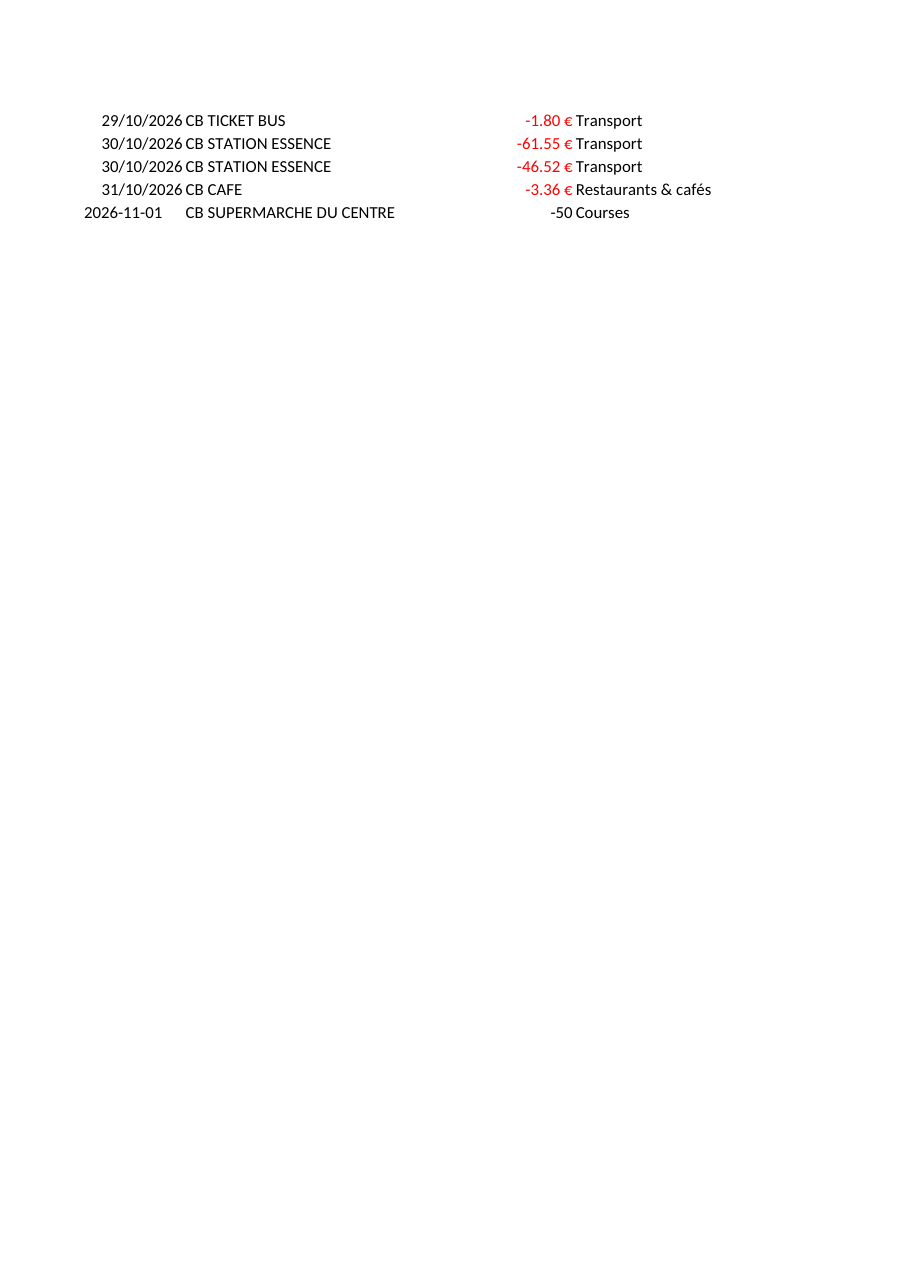 29/10/2026 CB TICKET BUS -1.80 € Transport
30/10/2026 CB STATION ESSENCE -61.55 € Transport
30/10/2026 CB STATION ESSENCE -46.52 € Transport
31/10/2026 CB CAFE -3.36 € Restaurants & cafés
2026-11-01 CB SUPERMARCHE DU CENTRE -50 Courses